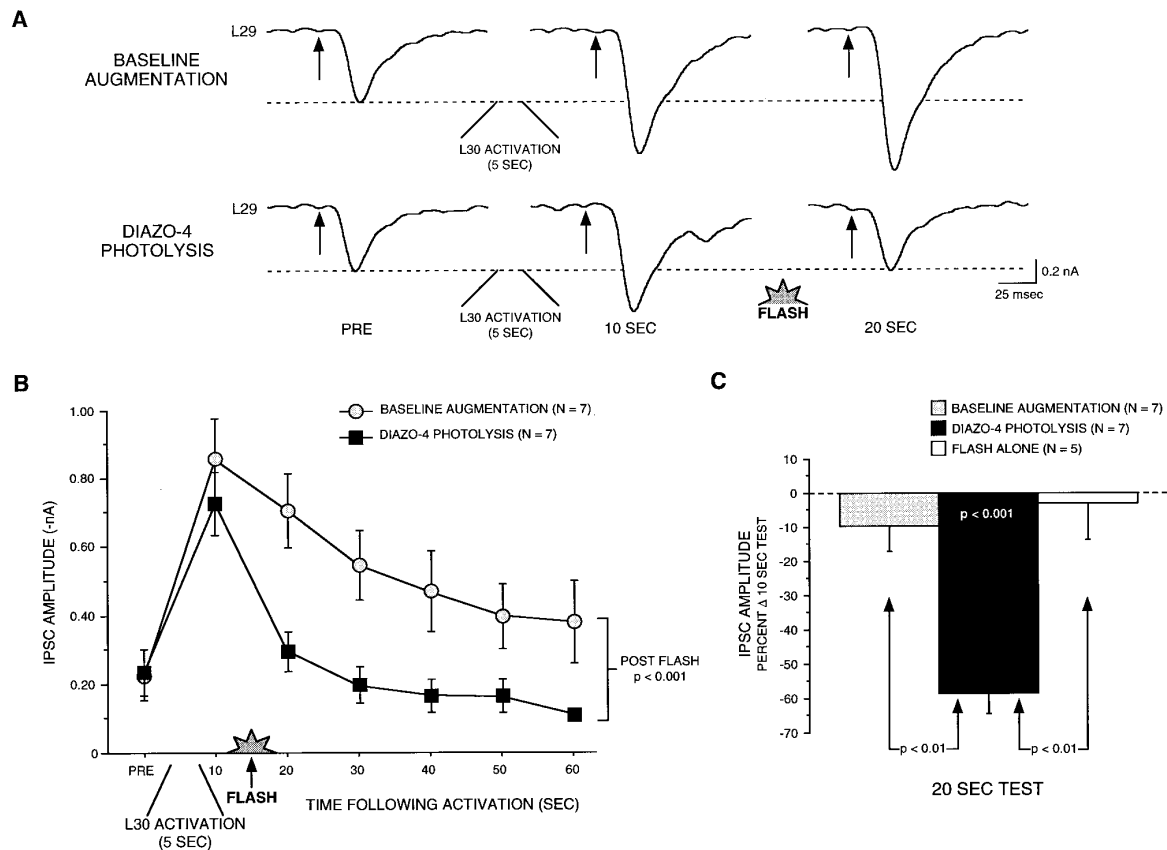 A
L29
BASELINE
AUGMENTATION
L30 ACTIVATION
(5 SEC)
L29
DIAZO-4
PHOTOLYSIS
0.2 nA
25 msec
L30 ACTIVATION
(5 SEC)
FLASH
PRE
10 SEC
20 SEC
B
BASELINE AUGMENTATION (N = 7)
DIAZO-4 PHOTOLYSIS (N = 7)
IPSC AMPLITUDE (-nA)
1.00
0.80
0.60
0.40
0.20
0
POST FLASH
p < 0.001
PRE
10
20
30
40
50
60
FLASH
TIME FOLLOWING ACTIVATION (SEC)
L30 ACTIVATION
(5 SEC)
C
BASELINE AUGMENTATION (N = 7)
DIAZO-4 PHOTOLYSIS (N = 7)
FLASH ALONE (N = 5)
IPSC AMPLITUDE
PERCENT Δ 10 SEC TEST
10
0
-10
-20
-30
-40
-50
-60
-70
p < 0.001
p < 0.01
p < 0.01
20 SEC TEST